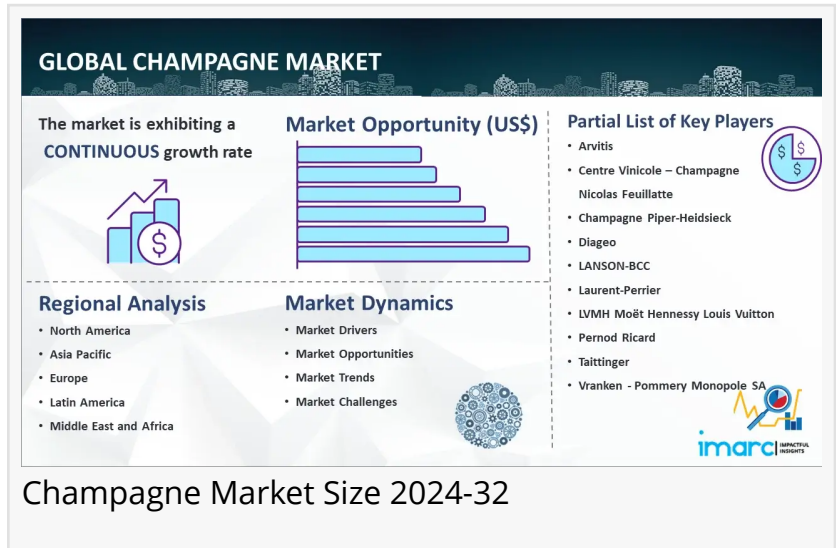 GLOBAL CHAMPAGNE MARKET
The market is exhibiting a
CONTINUOUS growth rate
$
Market Opportunity (US$)
Partial List of Key Players
$ $
$
• Arvitis
• Centre Vinicole – Champagne
Nicolas Feuillatte
• Champagne Piper-Heidsieck
• Diageo
• LANSON-BCC
• Laurent-Perrier
• LVMH Moët Hennessy Louis Vuitton
• Pernod Ricard
• Taittinger
• Vranken - Pommery Monopole SA
Regional Analysis
• North America
• Asia Pacific
• Europe
• Latin America
• Middle East and Africa
Market Dynamics
• Market Drivers
• Market Opportunities
• Market Trends
• Market Challenges
imarc IMPACTFUL
INSIGHTS
Champagne Market Size 2024-32